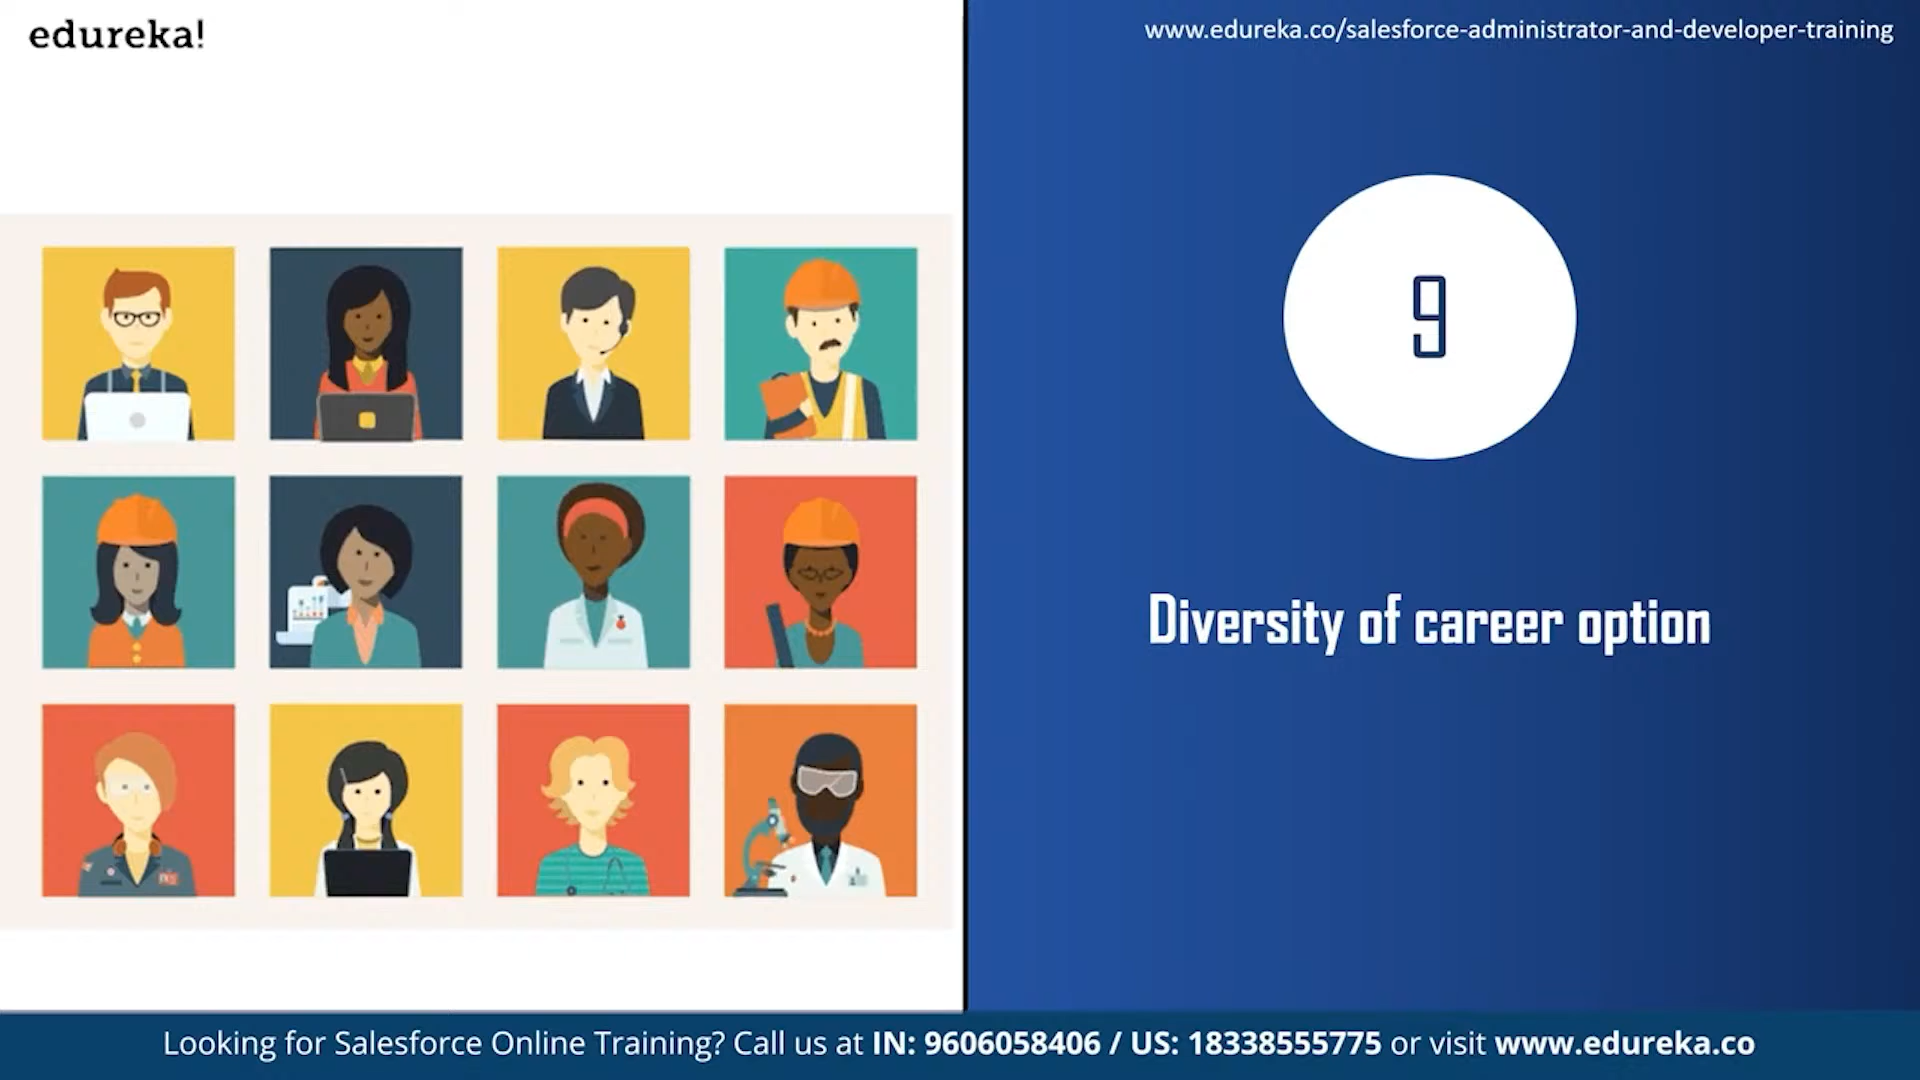 edureka!
www.edureka.co/salesforce-administrator-and-developer-training
9
Diversity of career option
Looking for Salesforce Online Training? Call us at IN: 9606058406 / US: 18338555775 or visit www.edureka.co